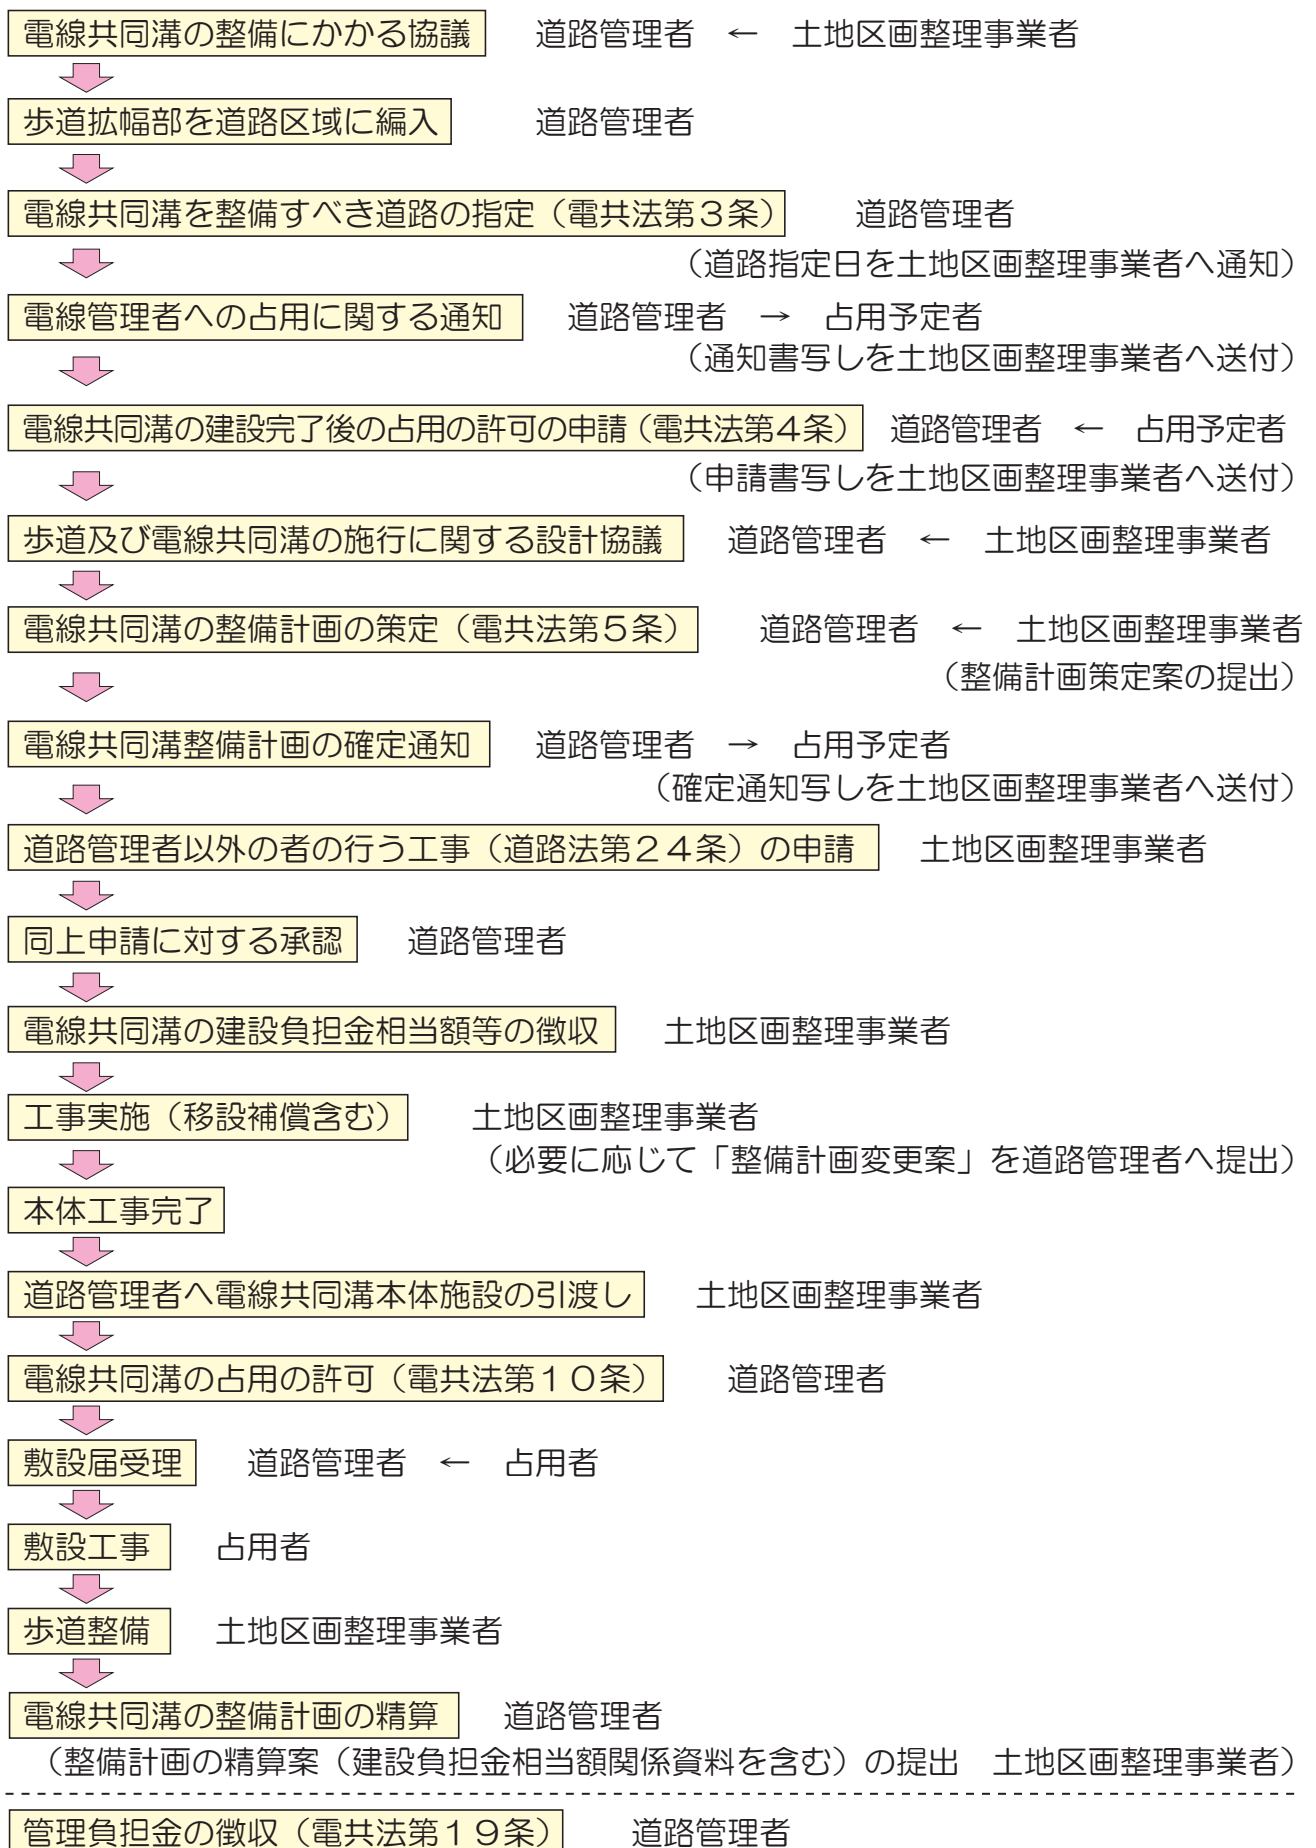 電線共同溝の整備にかかる協議　道路管理者　←　土地区画整理事業者
歩道拡幅部を道路区域に編入　道路管理者
電線共同溝を整備すべき道路の指定（電共法第３条）　道路管理者
（道路指定日を土地区画整理事業者へ通知）
電線管理者への占用に関する通知　道路管理者　→　占用予定者
（通知書写しを土地区画整理事業者へ送付）
電線共同溝の建設完了後の占用の許可の申請（電共法第４条）　道路管理者　←　占用予定者
（申請書写しを土地区画整理事業者へ送付）
歩道及び電線共同溝の施行に関する設計協議　道路管理者　←　土地区画整理事業者
電線共同溝の整備計画の策定（電共法第５条）　道路管理者　←　土地区画整理事業者
（整備計画策定案の提出）
電線共同溝整備計画の確定通知　道路管理者　→　占用予定者
（確定通知写しを土地区画整理事業者へ送付）
道路管理者以外の者の行う工事（道路法第２４条）の申請　土地区画整理事業者
同上申請に対する承認　道路管理者
電線共同溝の建設負担金相当額等の徴収　土地区画整理事業者
工事実施（移設補償含む）　土地区画整理事業者
（必要に応じて「整備計画変更案」を道路管理者へ提出）
本体工事完了
道路管理者へ電線共同溝本体施設の引渡し　土地区画整理事業者
電線共同溝の占用の許可（電共法第１０条）　道路管理者
敷設届受理　道路管理者　←　占用者
敷設工事　占用者
歩道整備　土地区画整理事業者
電線共同溝の整備計画の精算　道路管理者
（整備計画の精算案（建設負担金相当額関係資料を含む）の提出　土地区画整理事業者）
管理負担金の徴収（電共法第１９条）　道路管理者